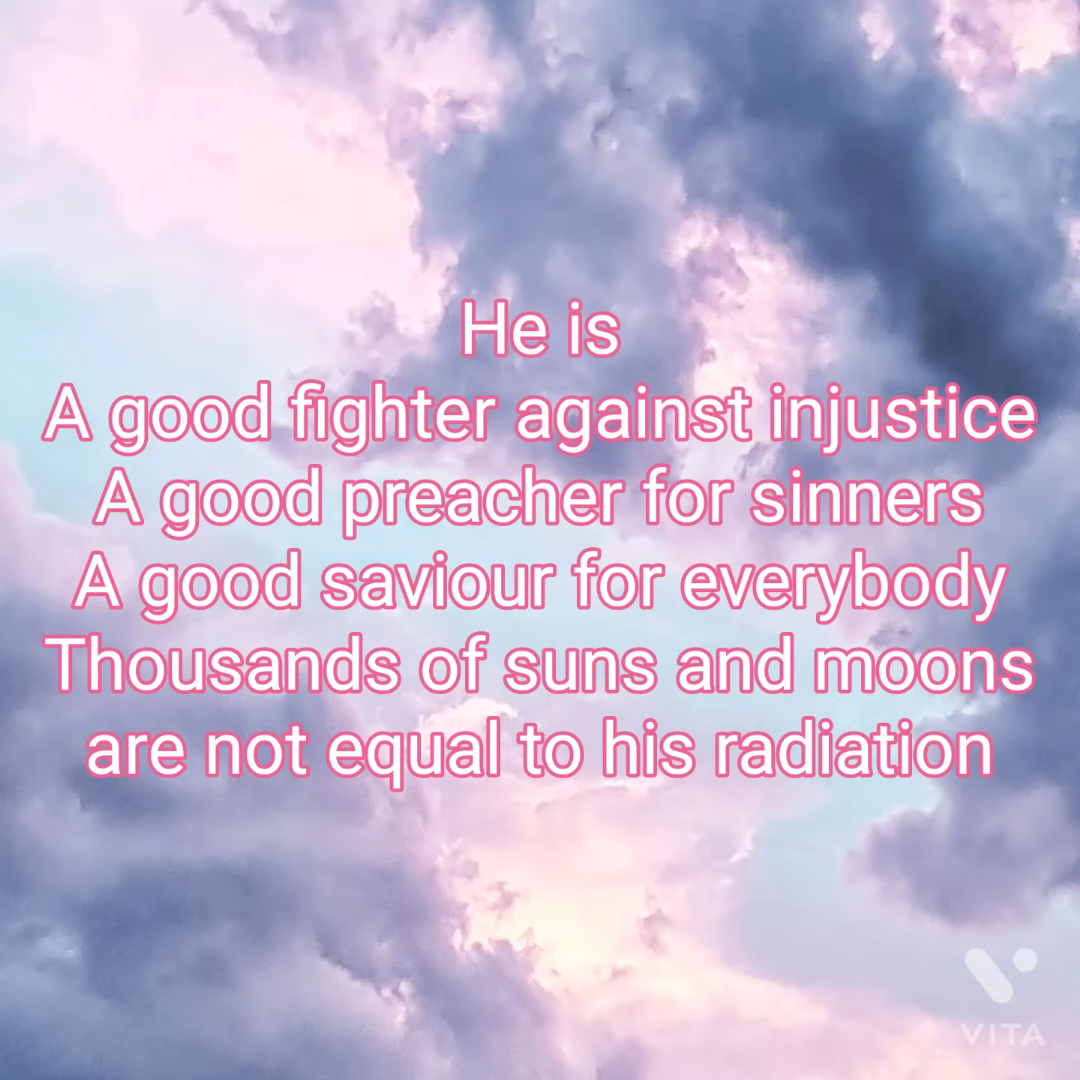 He is
A good fighter against injustice
A good preacher for sinners
A good saviour for everybody
Thousands of suns and moons
are not equal to his radiation
VITA